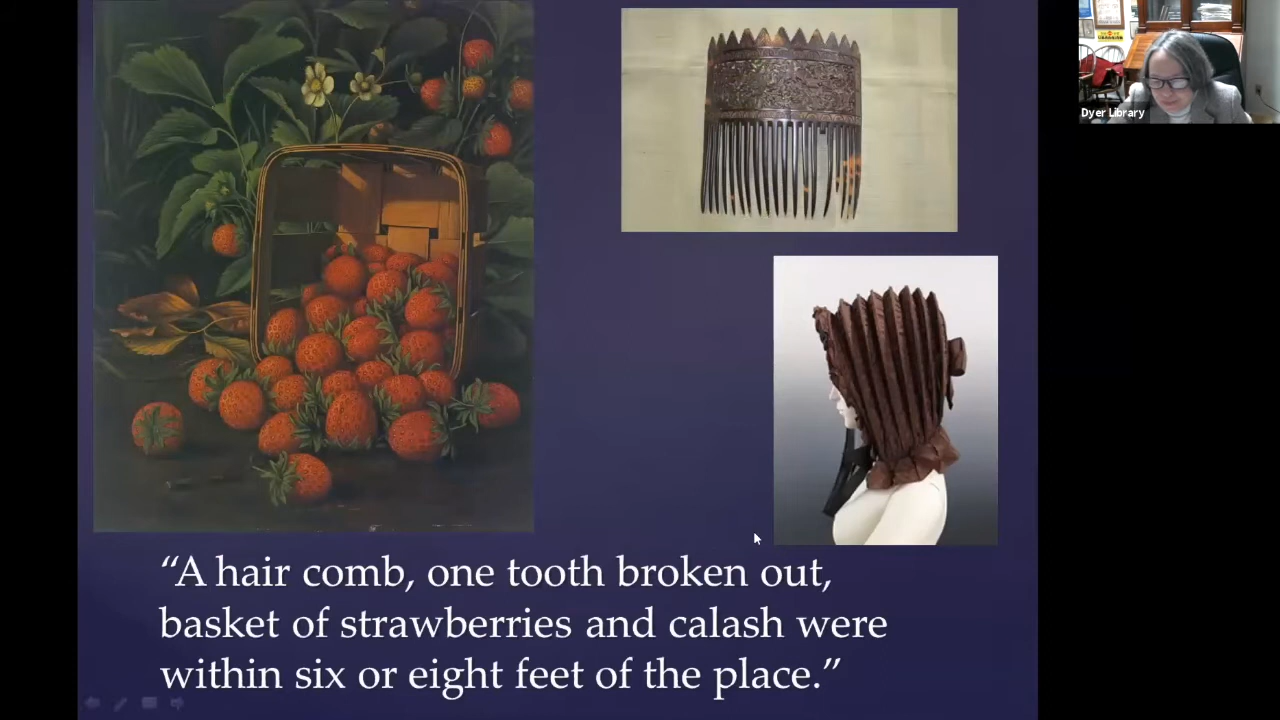 Dyer Library
“A hair comb, one tooth broken out,
basket of strawberries and calash were
within six or eight feet of the place.”